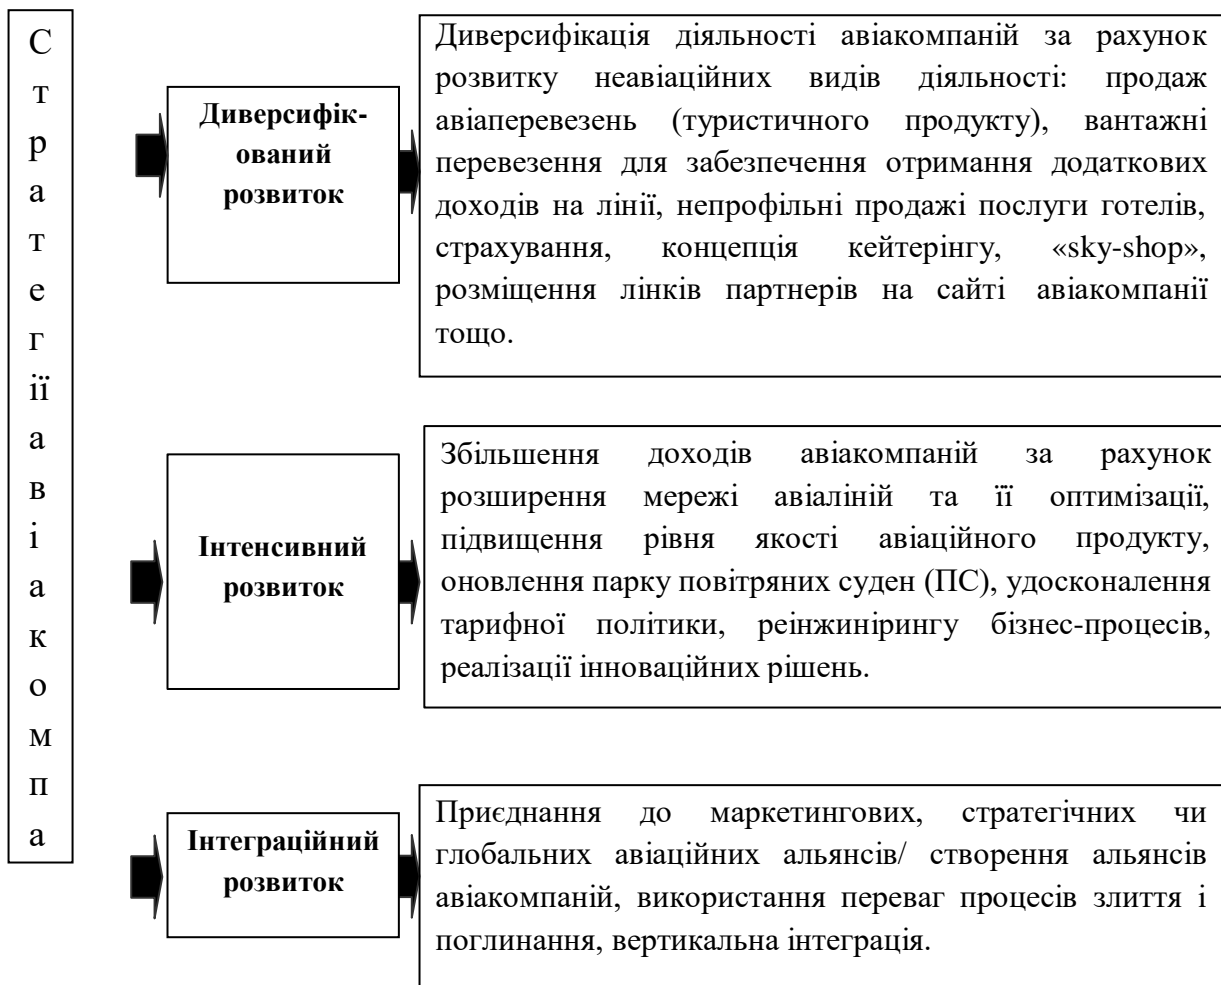 С
т
р
а
т
е
г
ії
а
в
і
а
к
о
м
п
а
Диверсифік-
ований
розвиток
Диверсифікація діяльності авіакомпаній за рахунок
розвитку неавіаційних видів діяльності: продаж
авіаперевезень (туристичного продукту), вантажні
перевезення для забезпечення отримання додаткових
доходів на лінії, непрофільні продажі послуги готелів,
страхування, концепція кейтерінгу, «sky-shop»,
розміщення лінків партнерів на сайті авіакомпанії
тощо.
Інтенсивний
розвиток
Збільшення доходів авіакомпаній за рахунок
розширення мережі авіаліній та її оптимізації,
підвищення рівня якості авіаційного продукту,
оновлення парку повітряних суден (ПС), удосконалення
тарифної політики, реінжинірингу бізнес-процесів,
реалізації інноваційних рішень.
Інтеграційний
розвиток
Приєднання до маркетингових, стратегічних чи
глобальних авіаційних альянсів/ створення альянсів
авіакомпаній, використання переваг процесів злиття і
поглинання, вертикальна інтеграція.